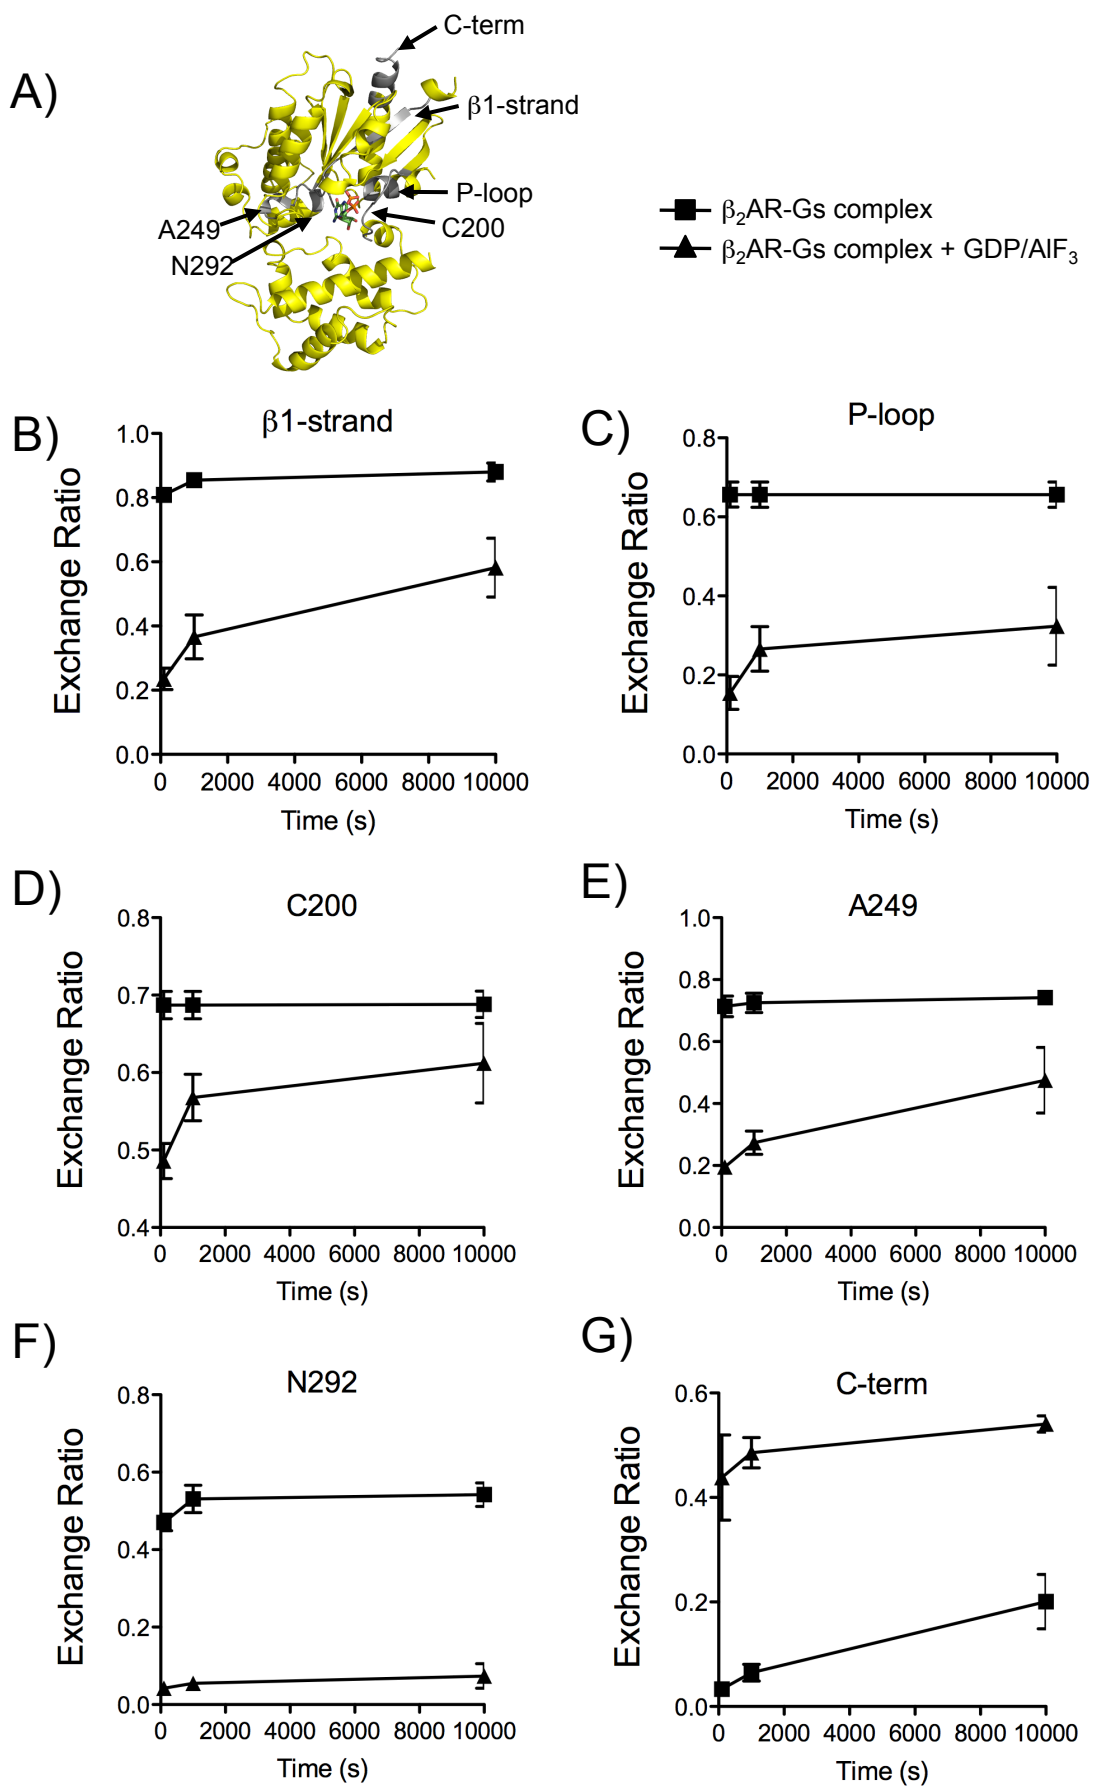 A)
C-term
β1-strand
P-loop
C200
A249
N292
β₂AR-Gs complex
β₂AR-Gs complex + GDP/AlF₃
B)
β1-strand
Exchange Ratio
1.0
0.8
0.6
0.4
0.2
0.0
0 2000 4000 6000 8000 10000
Time (s)
C)
P-loop
Exchange Ratio
0.8
0.6
0.4
0.2
0.0
0 2000 4000 6000 8000 10000
Time (s)
D)
C200
Exchange Ratio
0.8
0.7
0.6
0.5
0.4
0 2000 4000 6000 8000 10000
Time (s)
E)
A249
Exchange Ratio
1.0
0.8
0.6
0.4
0.2
0.0
0 2000 4000 6000 8000 10000
Time (s)
F)
N292
Exchange Ratio
0.8
0.6
0.4
0.2
0.0
0 2000 4000 6000 8000 10000
Time (s)
G)
C-term
Exchange Ratio
0.6
0.4
0.2
0.0
0 2000 4000 6000 8000 10000
Time (s)